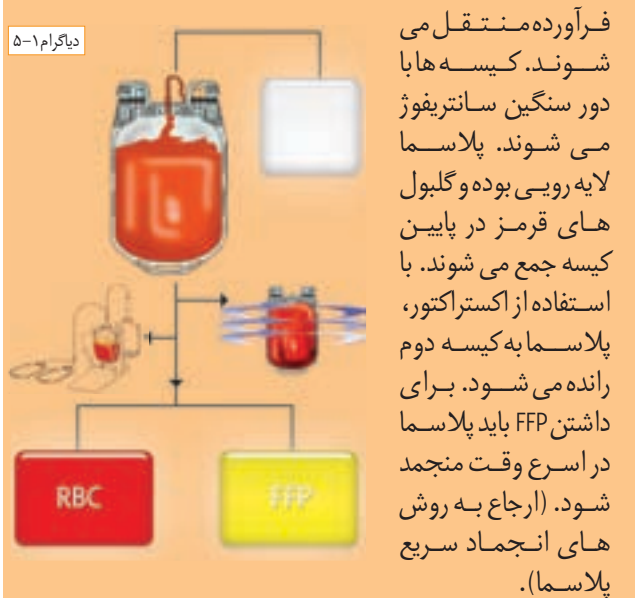 فرآورده منتقل می
شوند. کیسه ها با
دور سنگین سانتریفوژ
می شوند. پلاسما
لایه رویی بوده و گلبول
های قرمز در پایین
کیسه جمع می شوند. با
استفاده از اکستراکتور،
پلاسما به کیسه دوم
رانده می شود. برای
داشتن FFP باید پلاسما
در اسرع وقت منجمد
شود. (ارجاع به روش
های انجماد سریع
پلاسما).
دیاگرام ۱-۵
RBC
FFP